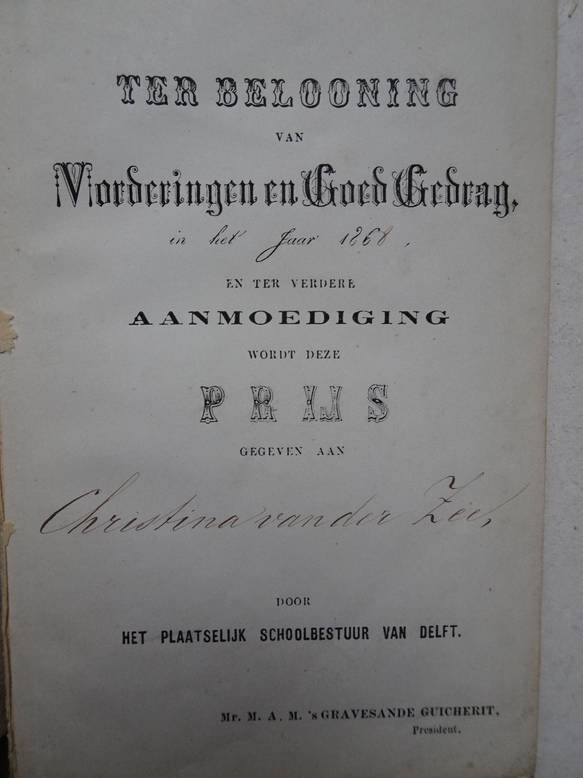 TER BELOONING
VAN
Vorderingen en Goed Gedrag,
in het Jaar 1868,
EN TER VERDERE
AANMOEDIGING
WORDT DEZE
PRIJS
GEGEVEN AAN
Christina van der Zee,
DOOR
HET PLAATSELIJK SCHOOLBESTUUR VAN DELFT.
Mr. M. A. M. 's GRAVESANDE GUICHERIT,
President.